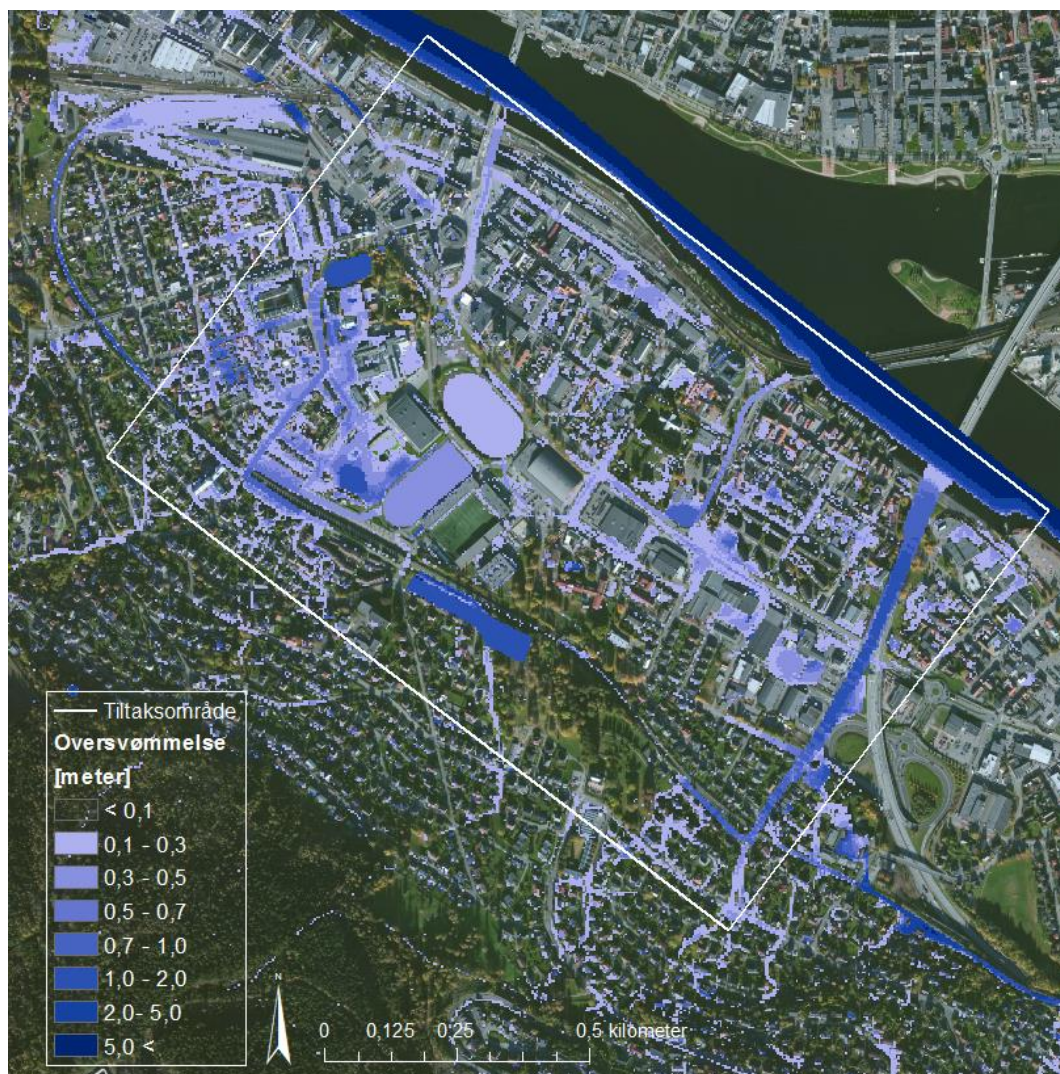 Tiltaksområde
Oversvømmelse
[meter]
< 0,1
0,1 - 0,3
0,3 - 0,5
0,5 - 0,7
0,7 - 1,0
1,0 - 2,0
2,0- 5,0
5,0 <
N
0 0,125 0,25 0,5 kilometer